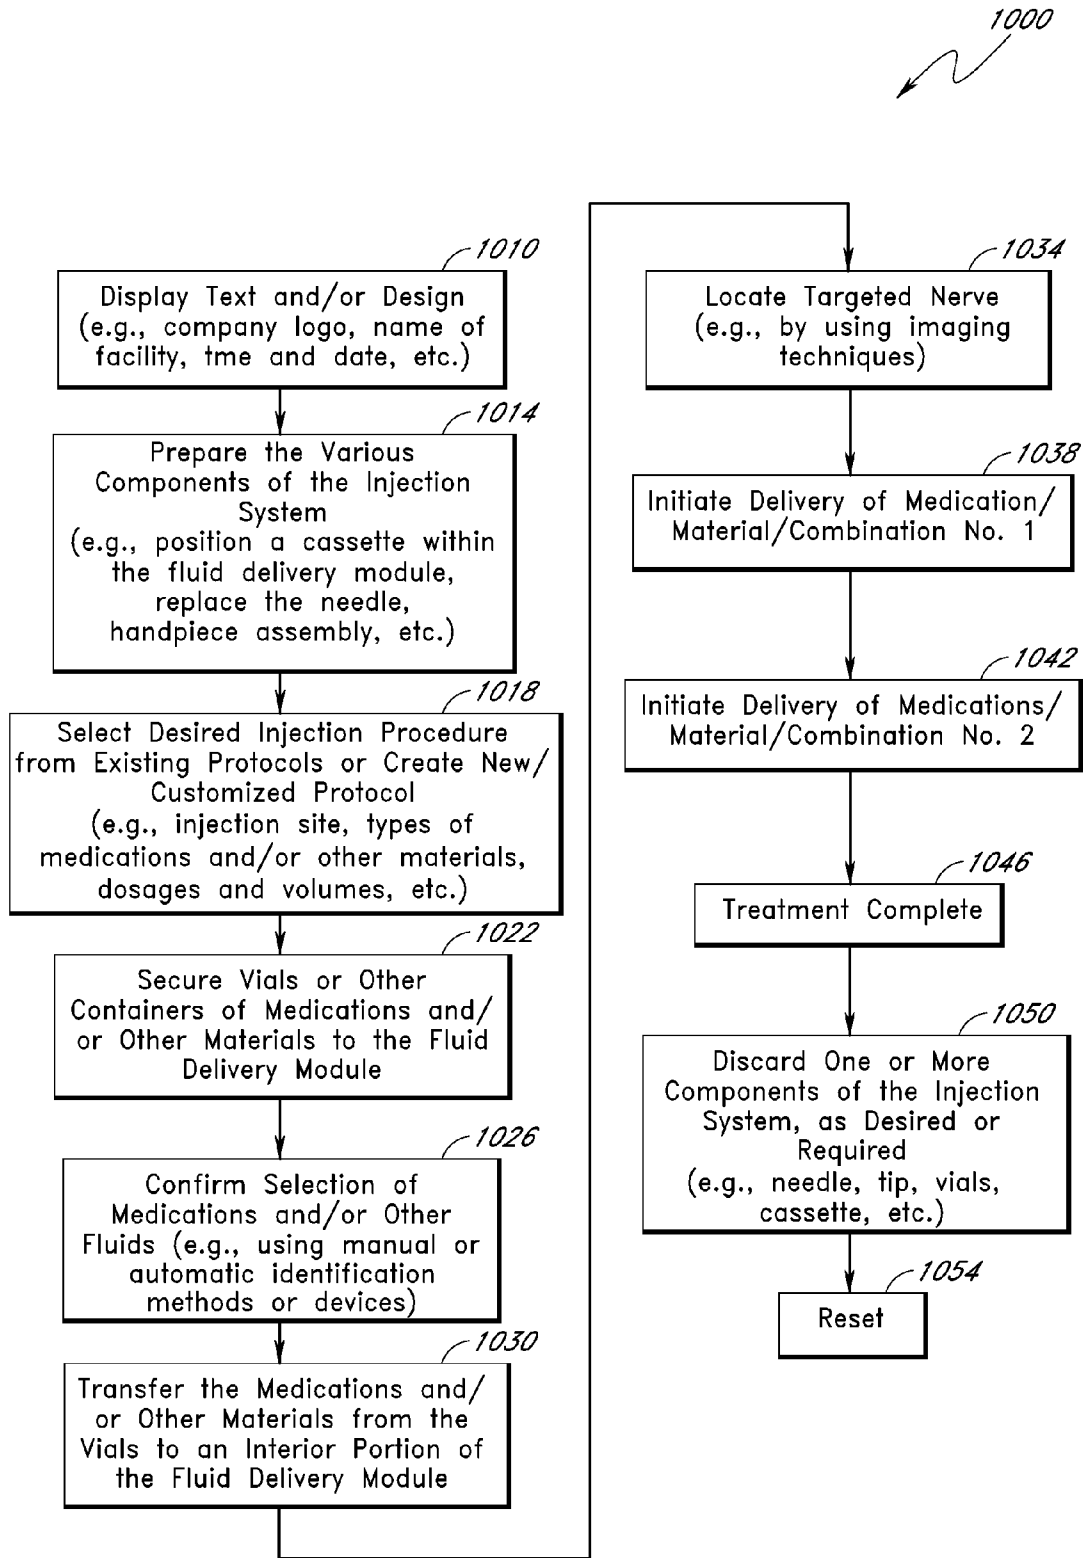 1000
1010
Display Text and/or Design
(e.g., company logo, name of
facility, tme and date, etc.)
1014
Prepare the Various
Components of the Injection
System
(e.g., position a cassette within
the fluid delivery module,
replace the needle,
handpiece assembly, etc.)
1018
Select Desired Injection Procedure
from Existing Protocols or Create New/
Customized Protocol
(e.g., injection site, types of
medications and/or other materials,
dosages and volumes, etc.)
1022
Secure Vials or Other
Containers of Medications and/
or Other Materials to the Fluid
Delivery Module
1026
Confirm Selection of
Medications and/or Other
Fluids (e.g., using manual or
automatic identification
methods or devices)
1030
Transfer the Medications and/
or Other Materials from the
Vials to an Interior Portion of
the Fluid Delivery Module
1034
Locate Targeted Nerve
(e.g., by using imaging
techniques)
1038
Initiate Delivery of Medication/
Material/Combination No. 1
1042
Initiate Delivery of Medications/
Material/Combination No. 2
1046
Treatment Complete
1050
Discard One or More
Components of the Injection
System, as Desired or
Required
(e.g., needle, tip, vials,
cassette, etc.)
1054
Reset